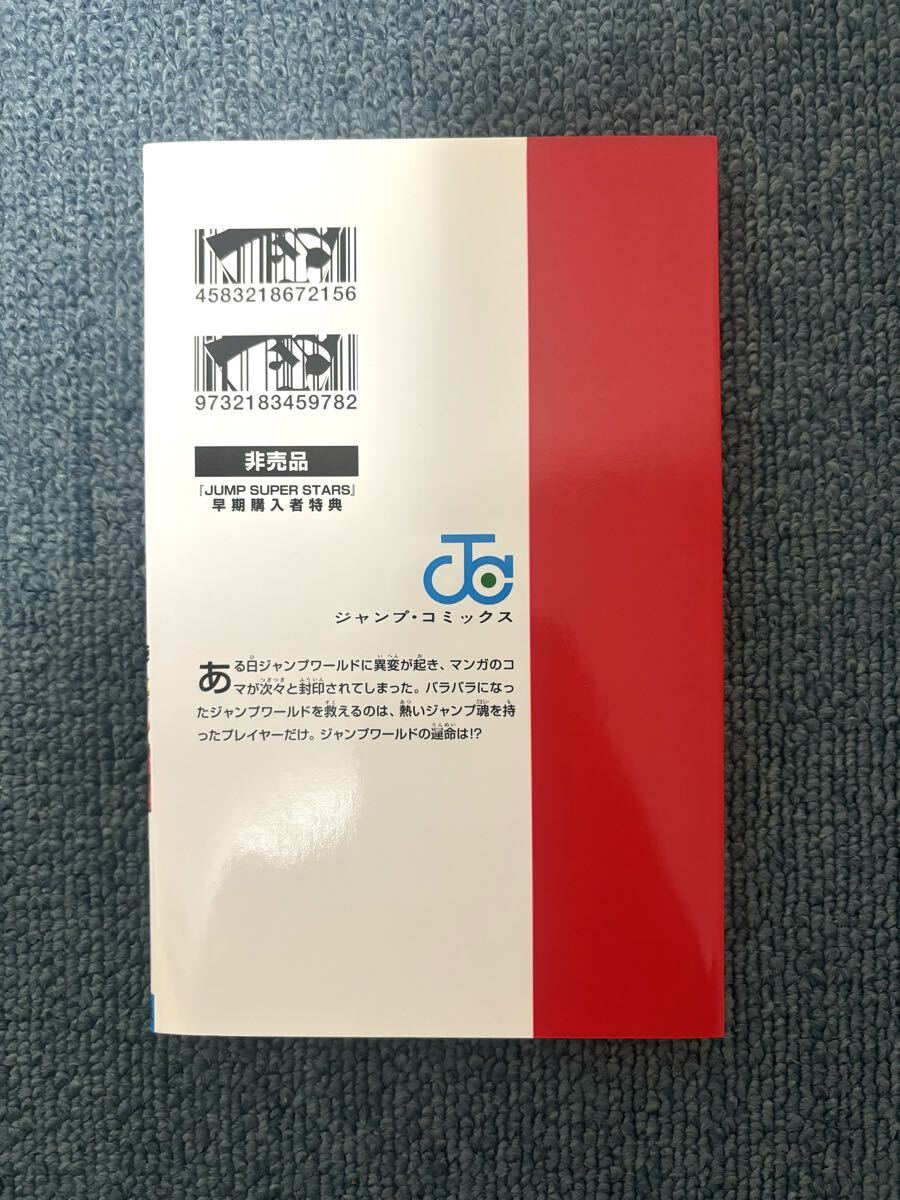 4583218672156
9732183459782
非売品
『JUMP SUPER STARS』
早期購入者特典
ジャンプ・コミックス
ある日ジャンプワールドに異変が起き、マンガのコ
マが次々と封印されてしまった。バラバラになっ
たジャンプワールドを救えるのは、熱いジャンプ魂を持
ったプレイヤーだけ。ジャンプワールドの運命は!?